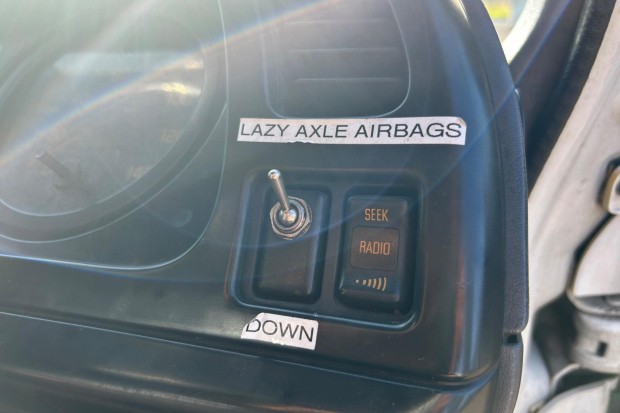 LAZY AXLE AIRBAGS
SEEK
RADIO
DOWN